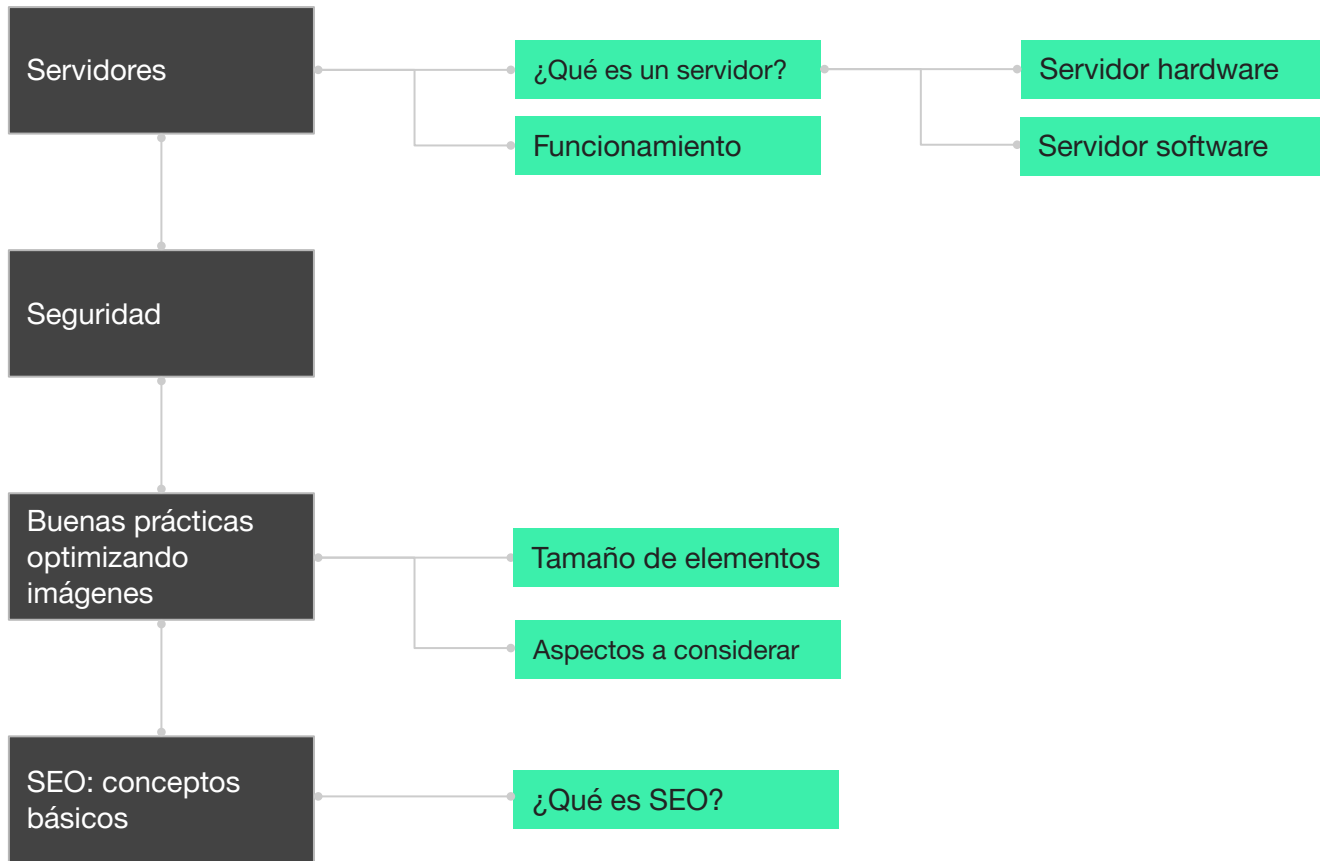 Servidores
¿Qué es un servidor?
Servidor hardware
Funcionamiento
Servidor software
Seguridad
Buenas prácticas
optimizando
imágenes
Tamaño de elementos
Aspectos a considerar
SEO: conceptos
básicos
¿Qué es SEO?